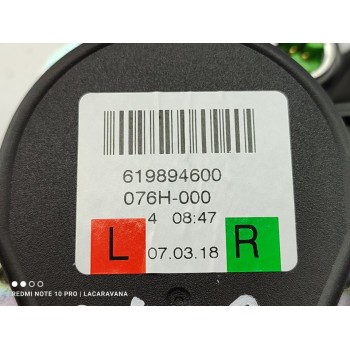 619894600
076H-000
4 08:47
L 07.03.18 R
REDMI NOTE 10 PRO | LACARAVANA